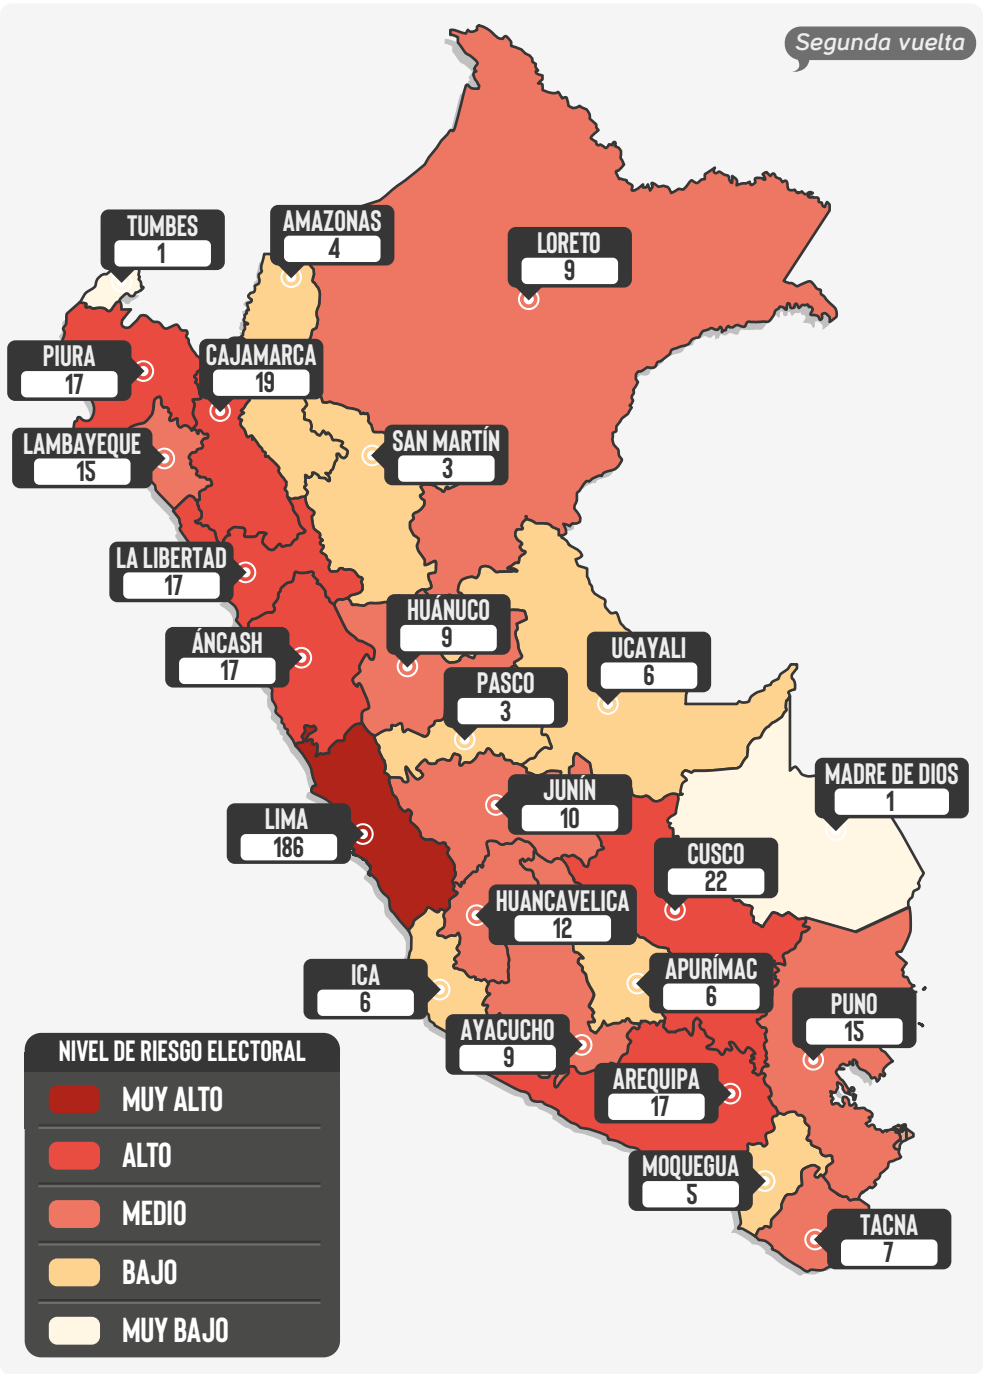 Segunda vuelta
TUMBES
1
AMAZONAS
4
LORETO
9
PIURA
17
CAJAMARCA
19
LAMBAYEQUE
15
SAN MARTÍN
3
LA LIBERTAD
17
HUÁNUCO
9
ÁNCASH
17
UCAYALI
6
PASCO
3
MADRE DE DIOS
1
JUNÍN
10
LIMA
186
CUSCO
22
HUANCAVELICA
12
ICA
6
APURÍMAC
6
PUNO
15
AYACUCHO
9
AREQUIPA
17
MOQUEGUA
5
TACNA
7
NIVEL DE RIESGO ELECTORAL
MUY ALTO
ALTO
MEDIO
BAJO
MUY BAJO